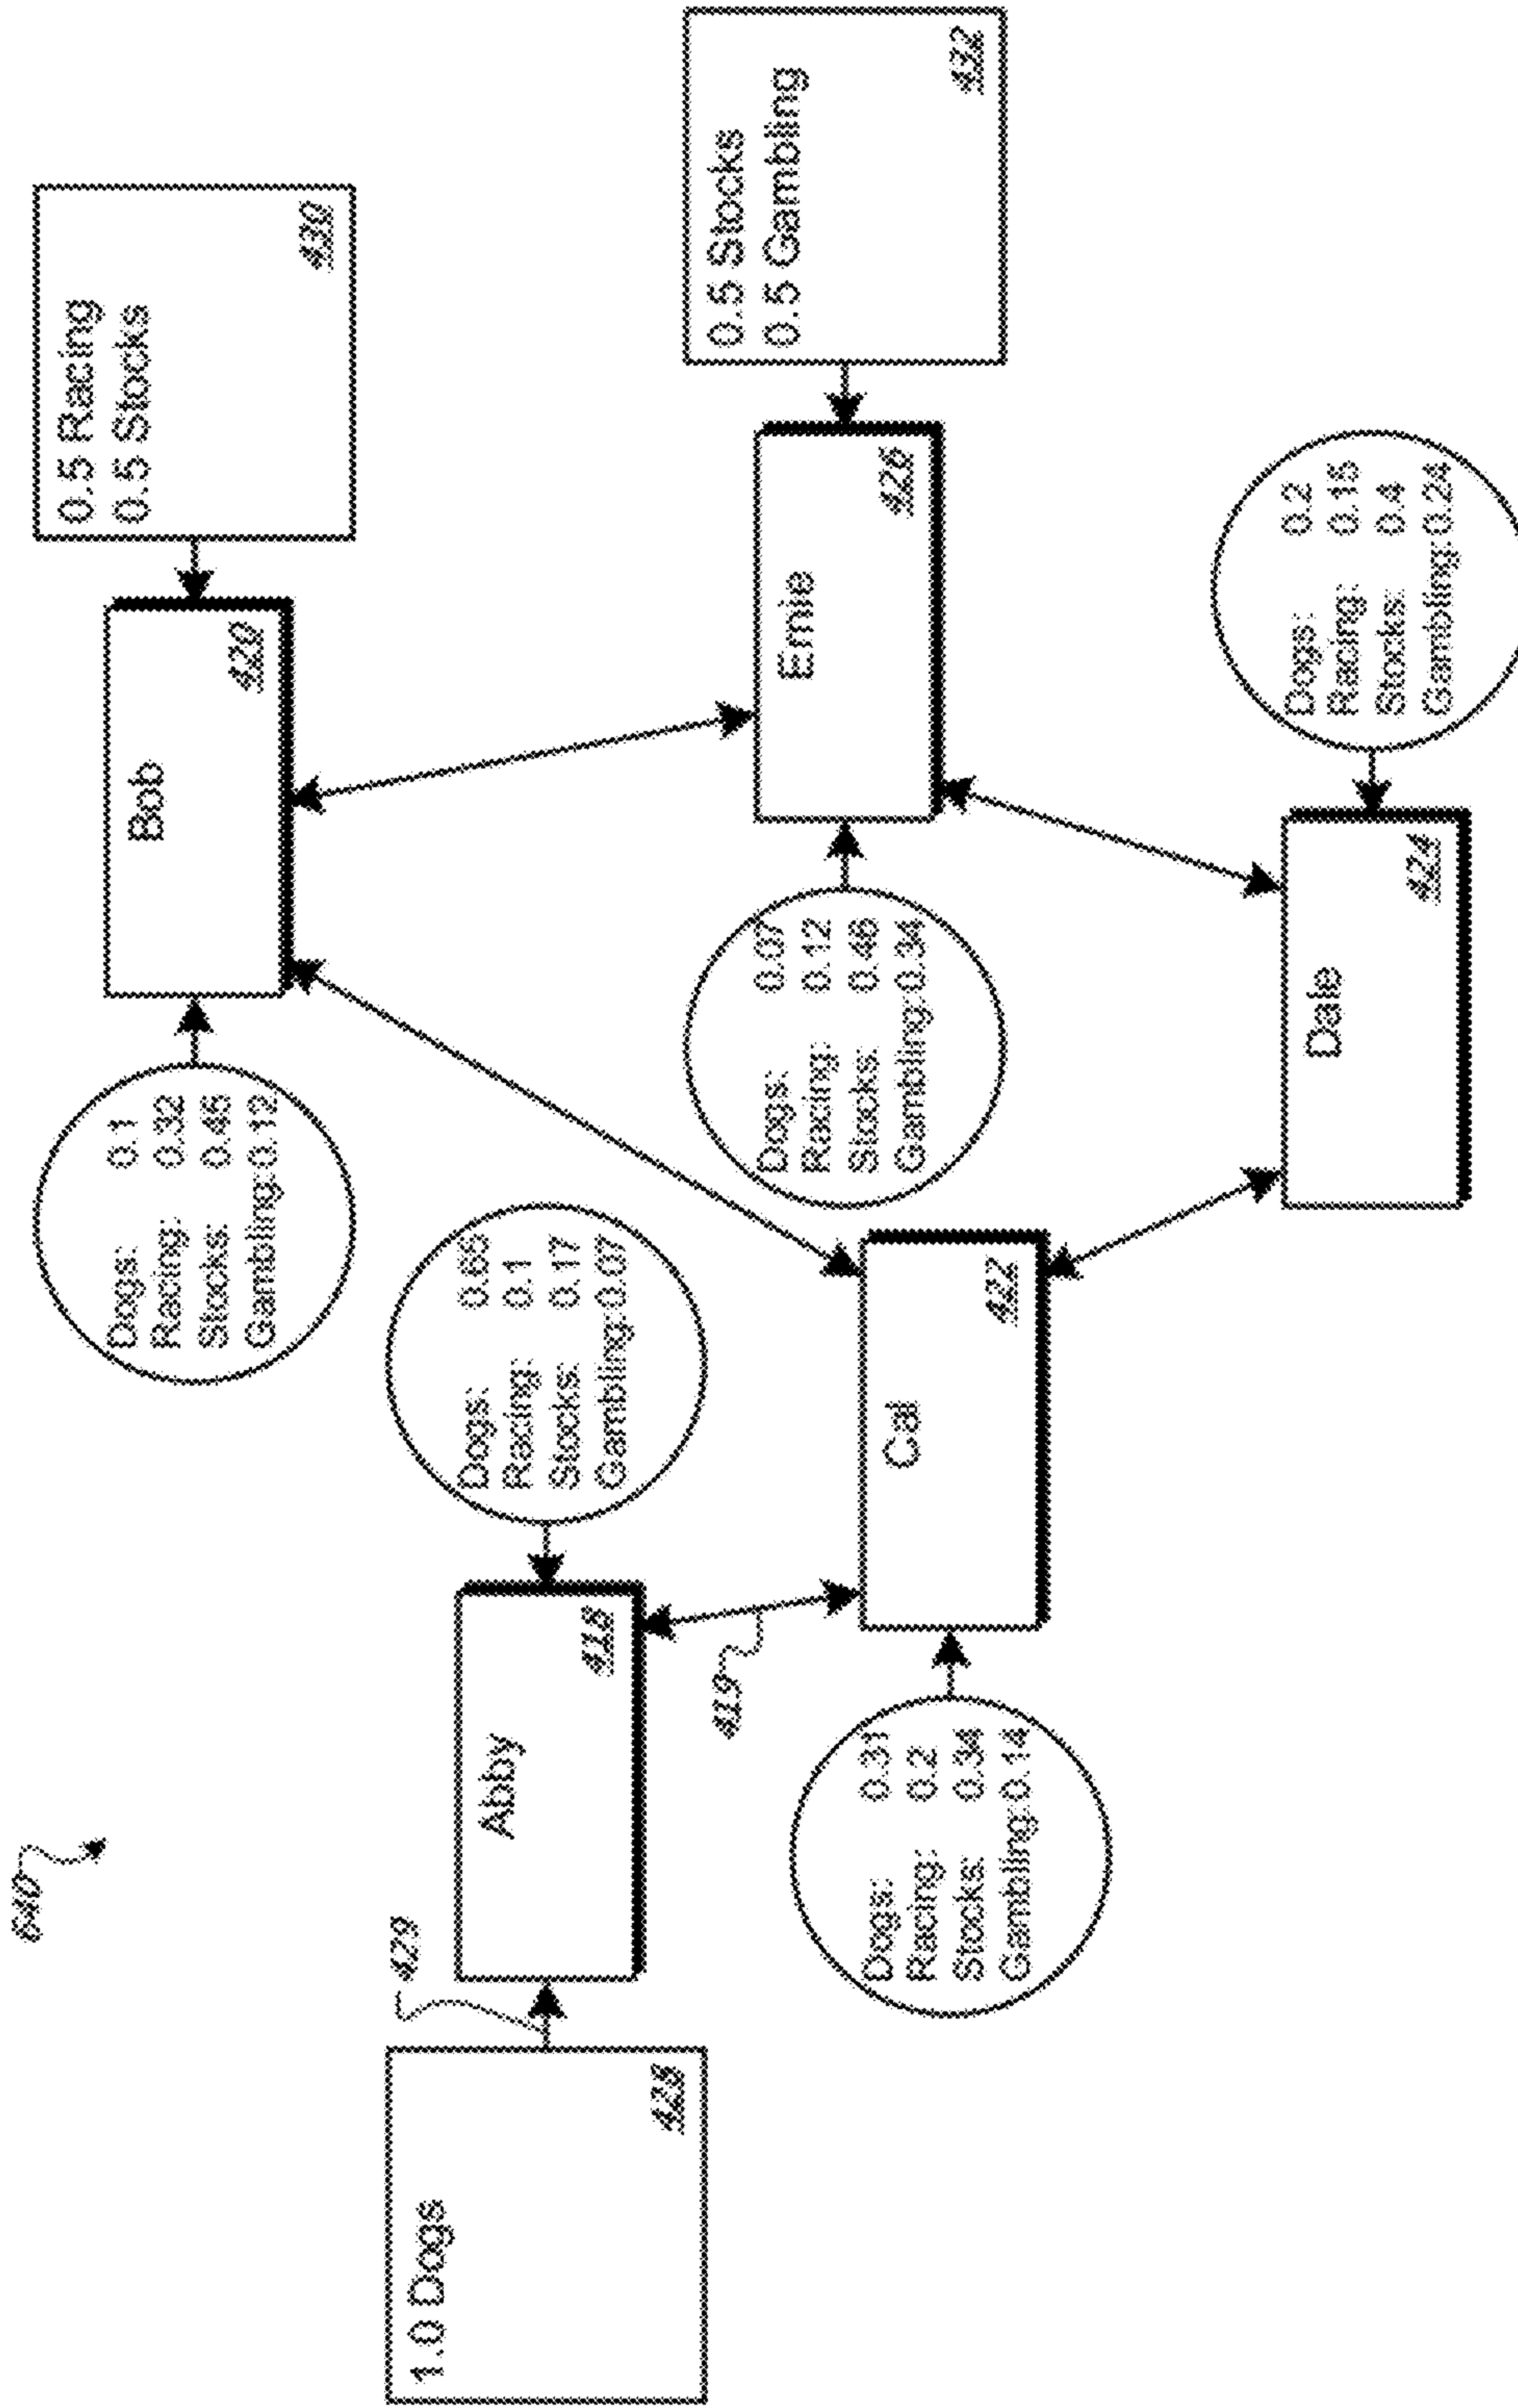 640
Dogs: 0.1
Racing: 0.32
Stocks: 0.45
Gambling: 0.12
Bob
420
0.5 Racing
0.5 Stocks
430
1.0 Dogs
428
429
Abby
418
Dogs: 0.65
Racing: 0.1
Stocks: 0.17
Gambling: 0.07
419
Dogs: 0.07
Racing: 0.12
Stocks: 0.46
Gambling: 0.34
Ernie
426
0.5 Stocks
0.5 Gambling
432
Dogs: 0.31
Racing: 0.2
Stocks: 0.34
Gambling: 0.14
Cal
422
Dale
424
Dogs: 0.2
Racing: 0.15
Stocks: 0.4
Gambling: 0.24